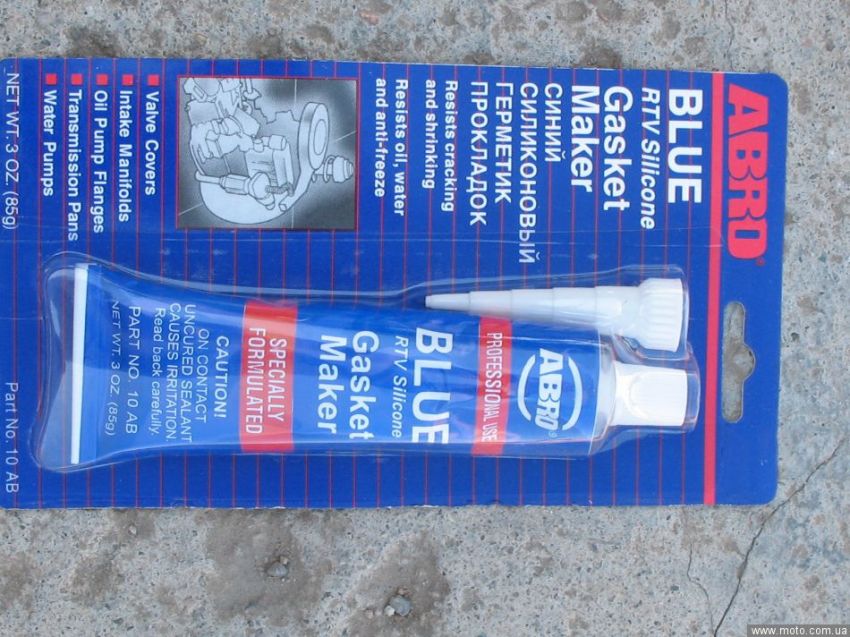 ABRO®
BLUE
RTV Silicone
Gasket
Maker
СИНИЙ
СИЛИКОНОВЫЙ
ГЕРМЕТИК
ПРОКЛАДОК
Resists cracking
and shrinking
Resists oil, water
and anti-freeze
■ Valve Covers
■ Intake Manifolds
■ Oil Pump Flanges
■ Transmission Pans
■ Water Pumps
NET WT. 3 OZ. (85g)
Part No. 10 AB
ABRO®
PROFESSIONAL USE
BLUE
RTV Silicone
Gasket
Maker
SPECIALLY
FORMULATED
CAUTION!
ON CONTACT
UNCURED SEALANT
CAUSES IRRITATION.
Read back carefully.
PART NO. 10 AB
NET WT. 3 OZ. (85g)
www.moto.com.ua